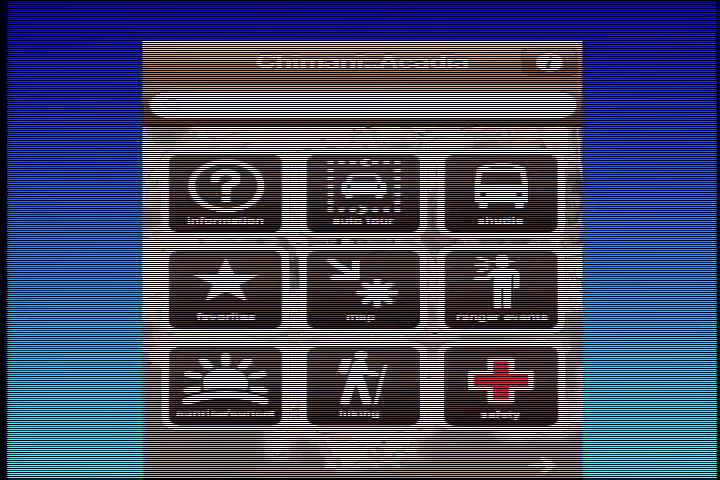 Chimani:Acadia
?
?
information
auto tour
shuttle
favorites
map
ranger events
sunrise/sunset
hiking
safety